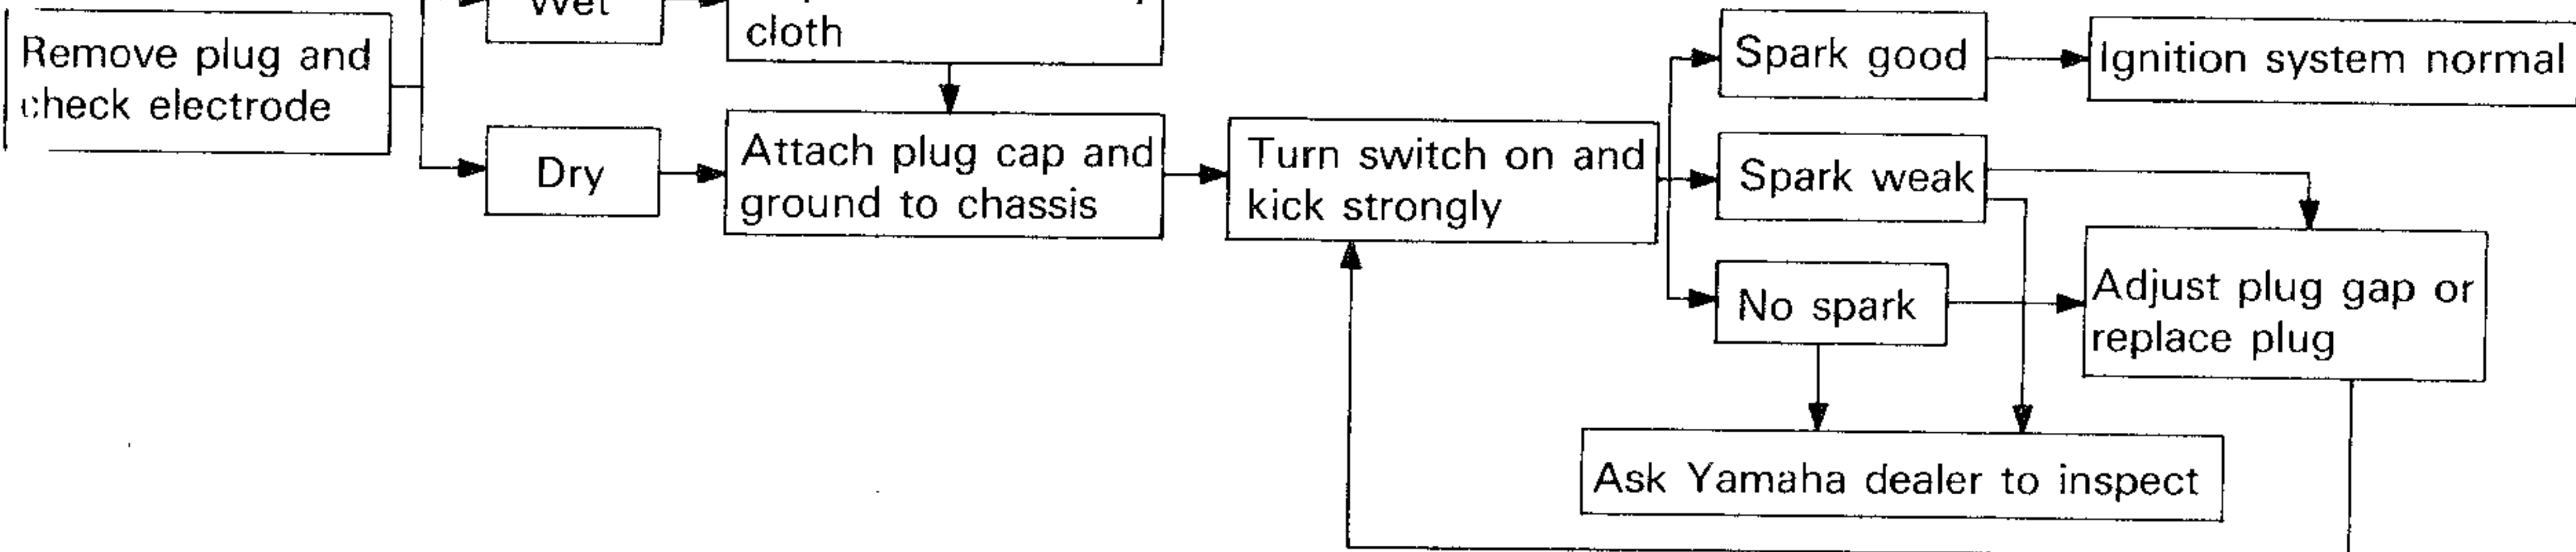 Wet
cloth
Remove plug and
check electrode
Dry
Attach plug cap and
ground to chassis
Turn switch on and
kick strongly
Spark good
Ignition system normal
Spark weak
No spark
Adjust plug gap or
replace plug
Ask Yamaha dealer to inspect